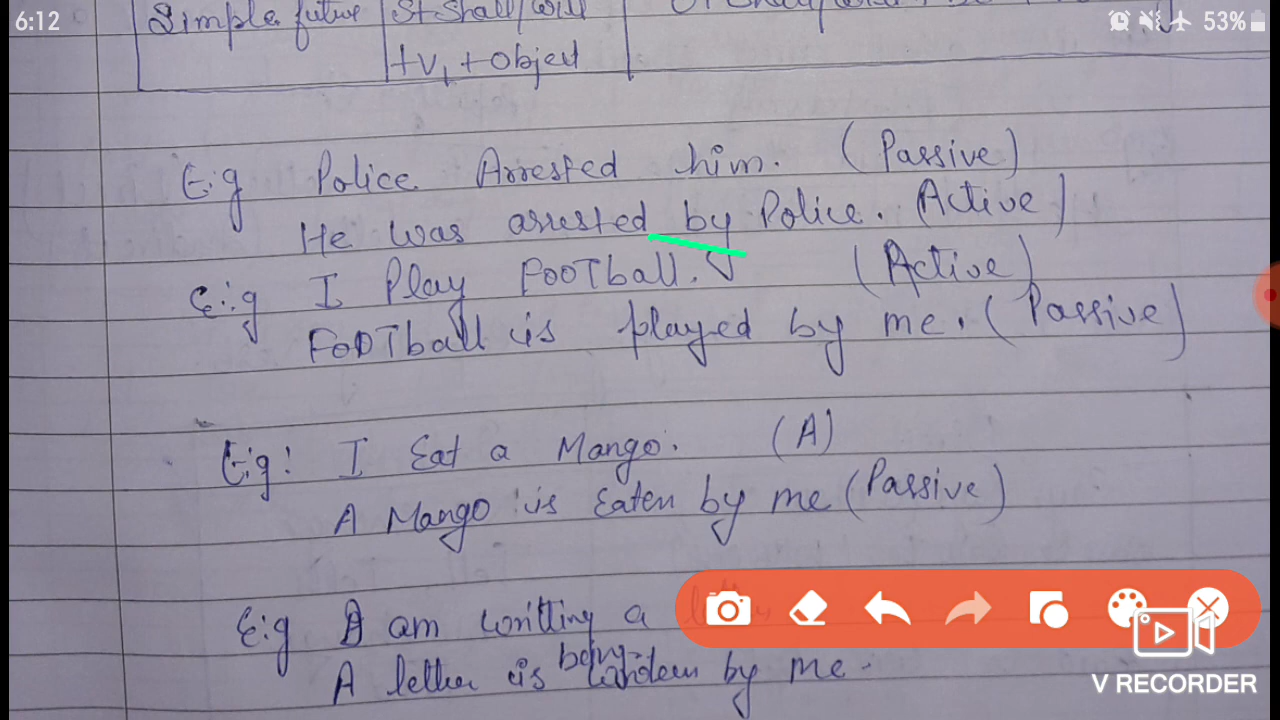 6:12
53%
Simple future St Shall/will
+V1 + Object
E.g Police Arrested him. (Passive)
He was arrested by Police. (Active)
E.g I Play FooTball. (Active)
FooTball is played by me. (Passive)
E.g: I Eat a Mango. (A)
A Mango is Eaten by me (Passive)
E.g I am writting a
being
A letter is by me.
V RECORDER